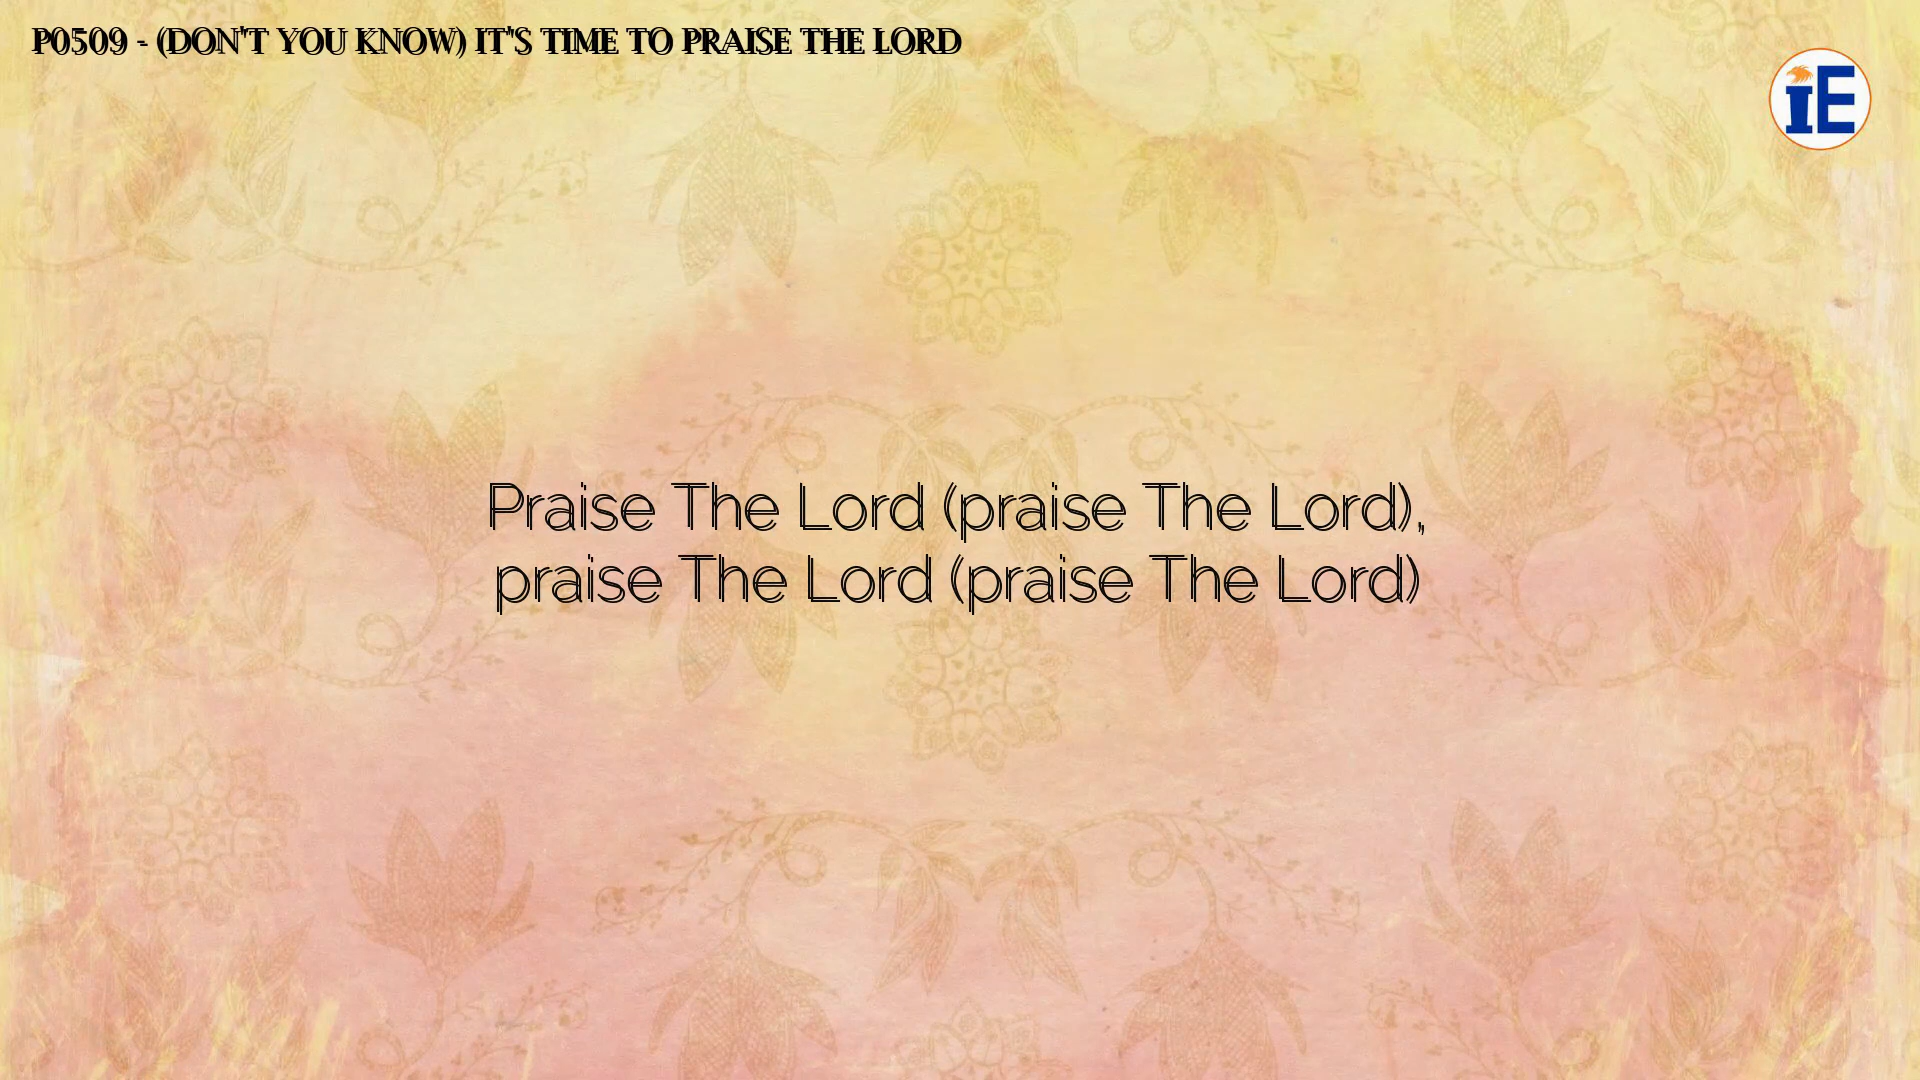 P0509 - (DON'T YOU KNOW) IT'S TIME TO PRAISE THE LORD
IE
Praise The Lord (praise The Lord),
praise The Lord (praise The Lord)